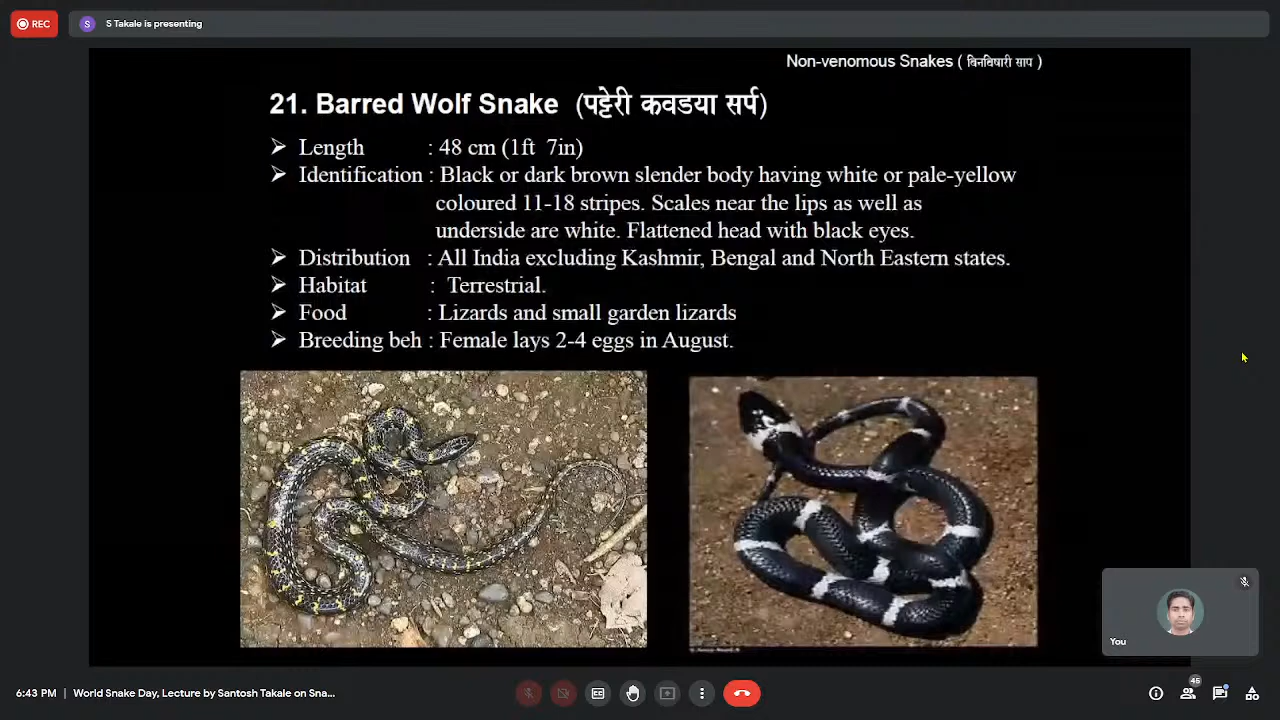 REC
S
S Takale is presenting
Non-venomous Snakes ( बिनविषारी साप )
21. Barred Wolf Snake (पट्टेरी कवडया सर्प)
➢ Length : 48 cm (1ft 7in)
➢ Identification : Black or dark brown slender body having white or pale-yellow
coloured 11-18 stripes. Scales near the lips as well as
underside are white. Flattened head with black eyes.
➢ Distribution : All India excluding Kashmir, Bengal and North Eastern states.
➢ Habitat : Terrestrial.
➢ Food : Lizards and small garden lizards
➢ Breeding beh : Female lays 2-4 eggs in August.
You
6:43 PM | World Snake Day, Lecture by Santosh Takale on Sna...
45